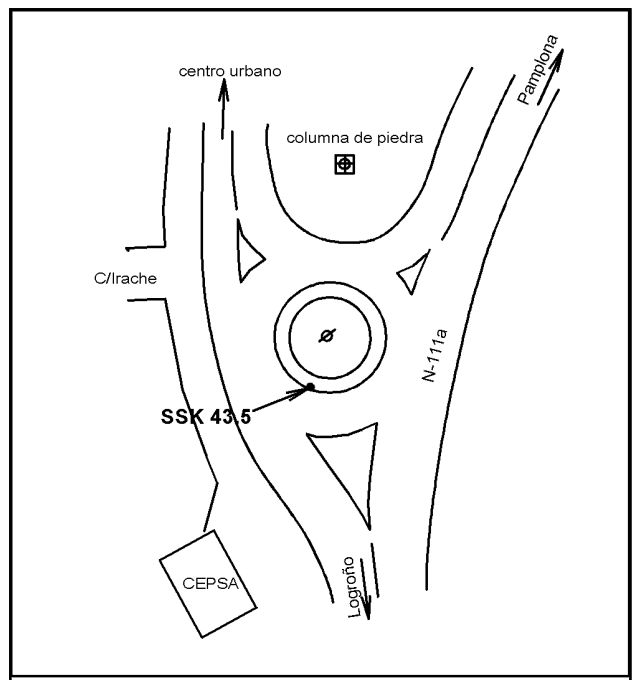 centro urbano
Pamplona
columna de piedra
C/Irache
N-111a
SSK 43.5
CEPSA
Logroño